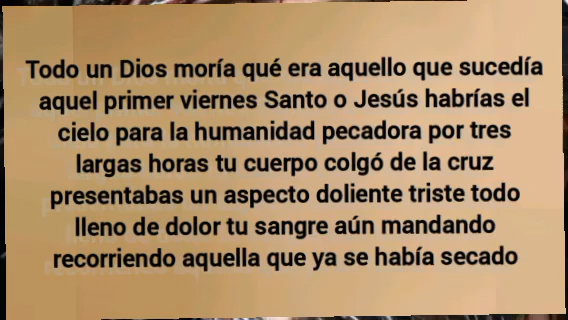 Todo un Dios moría qué era aquello que sucedía
aquel primer viernes Santo o Jesús habrías el
cielo para la humanidad pecadora por tres
largas horas tu cuerpo colgó de la cruz
presentabas un aspecto doliente triste todo
lleno de dolor tu sangre aún mandando
recorriendo aquella que ya se había secado